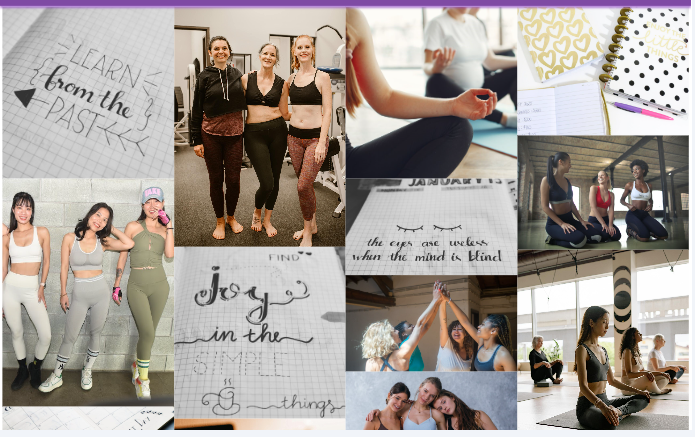 LEARN
from the
PAST
FIND
joy
in the
SIMPLE
things
JANUARY
the eyes are useless
when the mind is blind